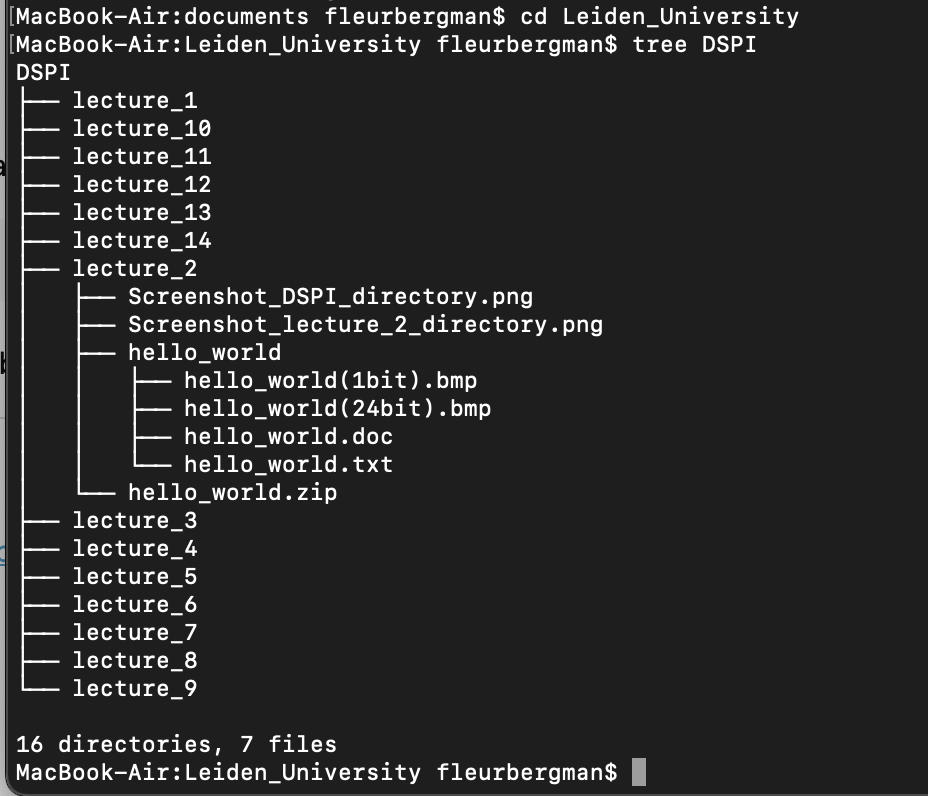 [MacBook-Air:documents fleurbergman$ cd Leiden_University
[MacBook-Air:Leiden_University fleurbergman$ tree DSPI
DSPI
├── lecture_1
├── lecture_10
├── lecture_11
├── lecture_12
├── lecture_13
├── lecture_14
├── lecture_2
│   ├── Screenshot_DSPI_directory.png
│   ├── Screenshot_lecture_2_directory.png
│   ├── hello_world
│   │   ├── hello_world(1bit).bmp
│   │   ├── hello_world(24bit).bmp
│   │   ├── hello_world.doc
│   │   └── hello_world.txt
│   └── hello_world.zip
├── lecture_3
├── lecture_4
├── lecture_5
├── lecture_6
├── lecture_7
├── lecture_8
└── lecture_9
16 directories, 7 files
MacBook-Air:Leiden_University fleurbergman$